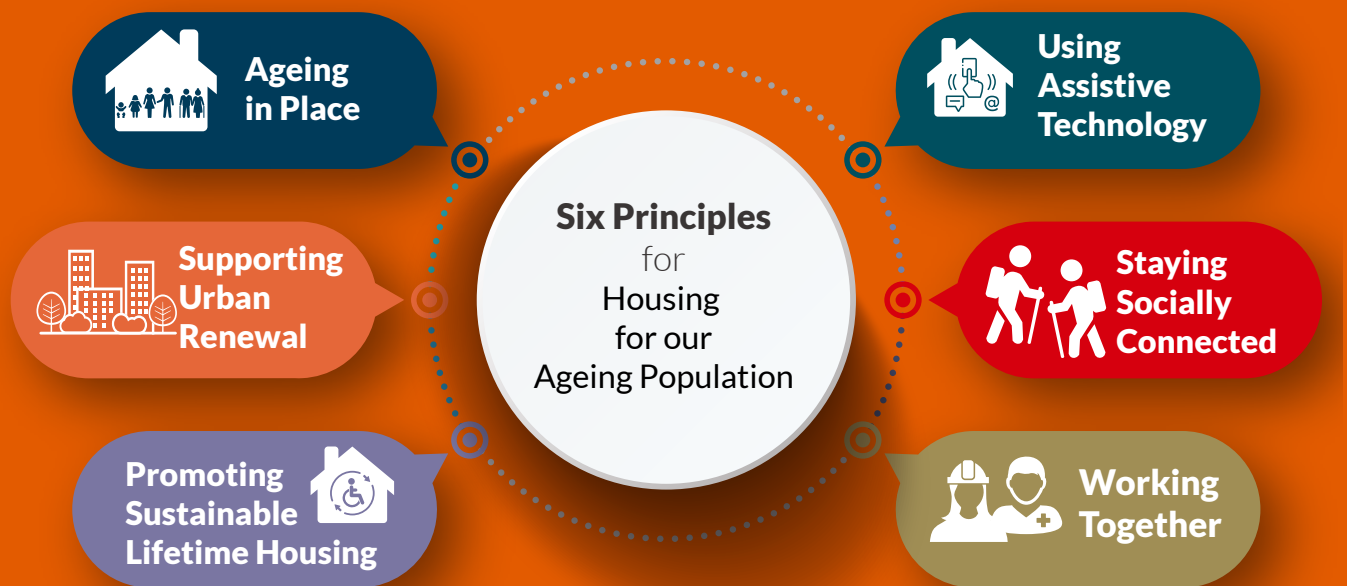 Ageing
in Place
Supporting
Urban
Renewal
Promoting
Sustainable
Lifetime Housing
Six Principles
for
Housing
for our
Ageing Population
Using
Assistive
Technology
@
Staying
Socially
Connected
Working
Together